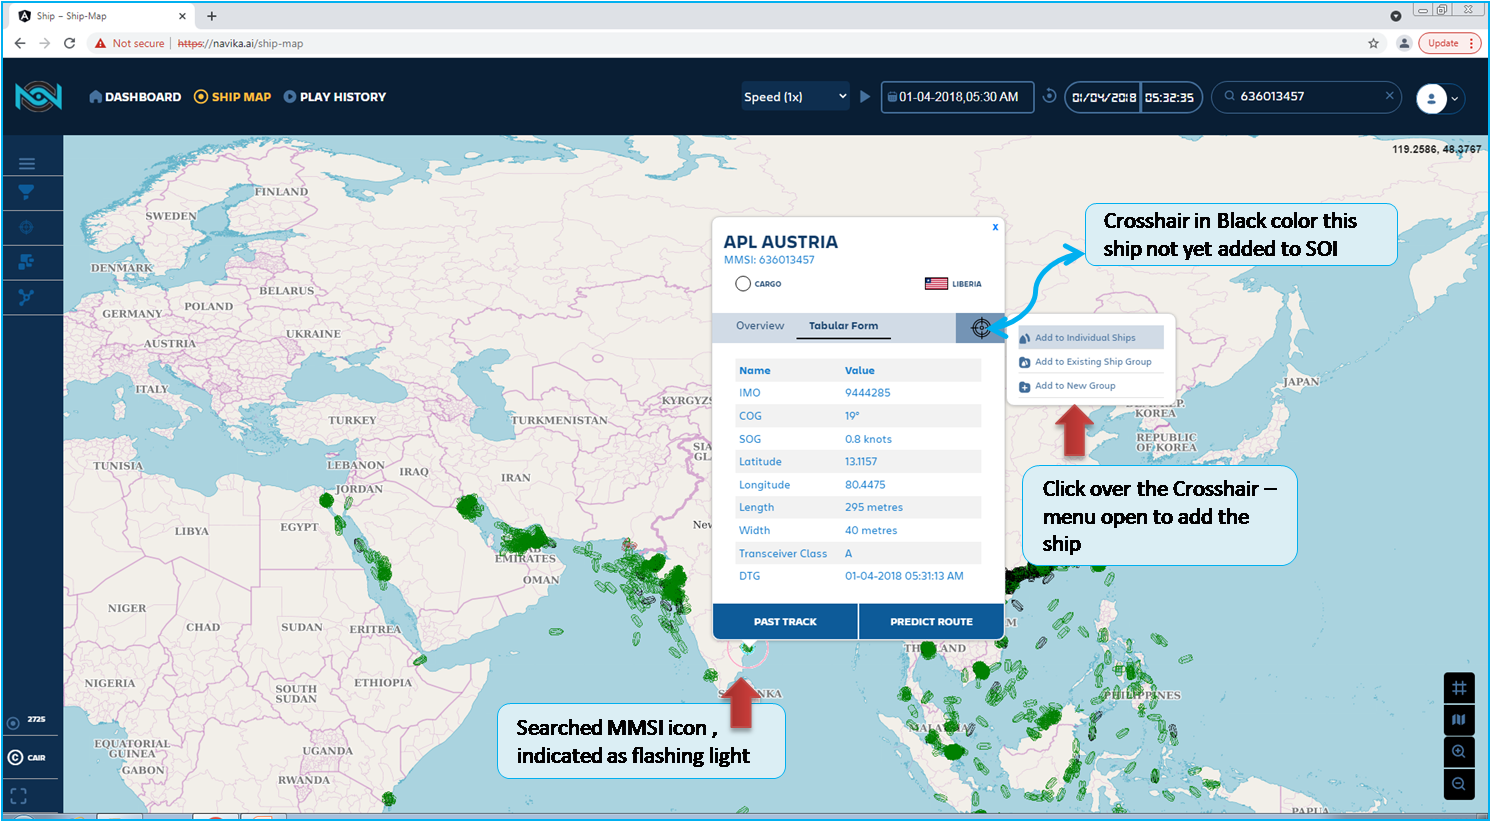 Ship – Ship-Map
Not secure
https://navika.ai/ship-map
Update
DASHBOARD
SHIP MAP
PLAY HISTORY
Speed (1x)
01-04-2018,05:30 AM
01/04/2018
05:32:35
636013457
119.2586, 48.3767
FINLAND
SWEDEN
DENMARK
BELARUS
POLAND
GERMANY
UKRAINE
AUSTRIA
ITALY
TURKEY
TURKMENISTAN
KYRGYZS
TUNISIA
LEBANON
IRAQ
IRAN
JORDAN
LIBYA
EGYPT
EMIRATES
OMAN
NIGER
CHAD
SUDAN
ERITREA
NIGERIA
SOUTH
SUDAN
ETHIOPIA
EQUATORIAL
GUINEA
GABON
UGANDA
RWANDA
JAPAN
KOREA
REPUBLIC
OF KOREA
PHILIPPINES
APL AUSTRIA
x
MMSI: 636013457
CARGO
LIBERIA
Overview
Tabular Form
Name Value
IMO 9444285
COG 19°
SOG 0.8 knots
Latitude 13.1157
Longitude 80.4475
Length 295 metres
Width 40 metres
Transceiver Class A
DTG 01-04-2018 05:31:13 AM
PAST TRACK
PREDICT ROUTE
Add to Individual Ships
Add to Existing Ship Group
Add to New Group
Crosshair in Black color this
ship not yet added to SOI
Click over the Crosshair –
menu open to add the
ship
Searched MMSI icon ,
indicated as flashing light
2725
CAIR